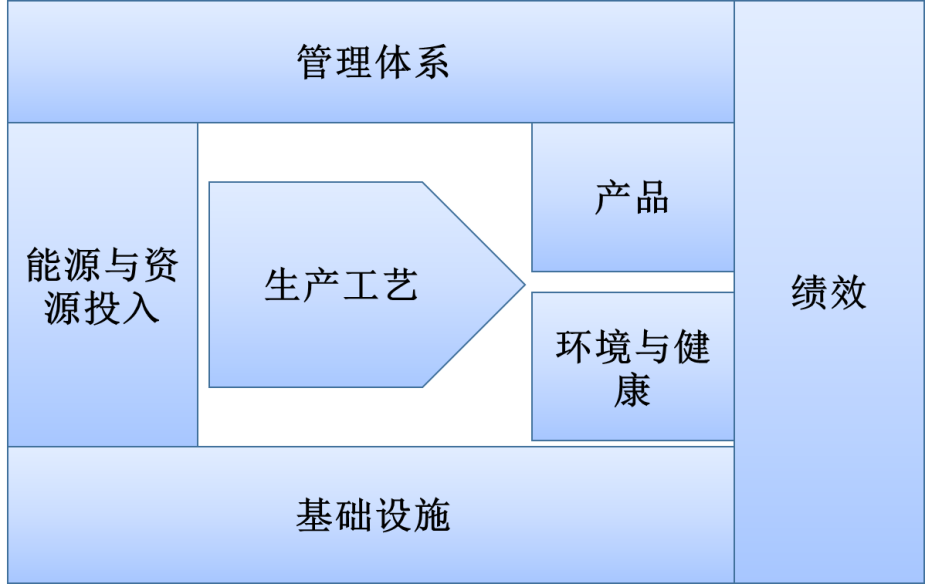 管理体系
能源与资
源投入
生产工艺
产品
环境与健
康
绩效
基础设施